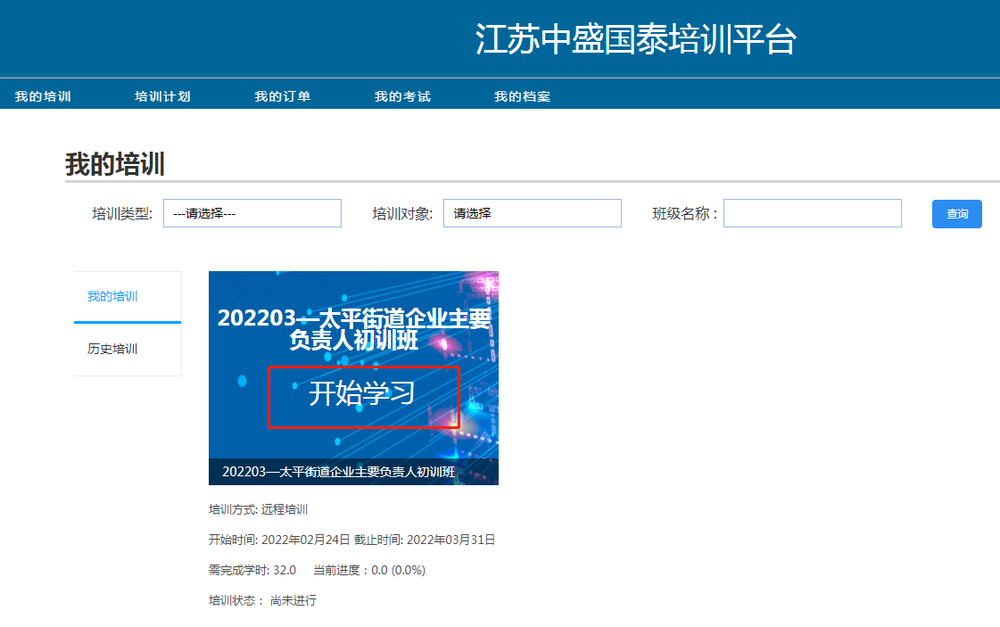 江苏中盛国泰培训平台
我的培训 培训计划 我的订单 我的考试 我的档案
我的培训
培训类型: ---请选择--- 培训对象: 请选择 班级名称 : 查询
我的培训
历史培训
202203—太平街道企业主要
负责人初训班
开始学习
202203—太平街道企业主要负责人初训班
培训方式: 远程培训
开始时间: 2022年02月24日 截止时间: 2022年03月31日
需完成学时: 32.0 当前进度：0.0 (0.0%)
培训状态： 尚未进行